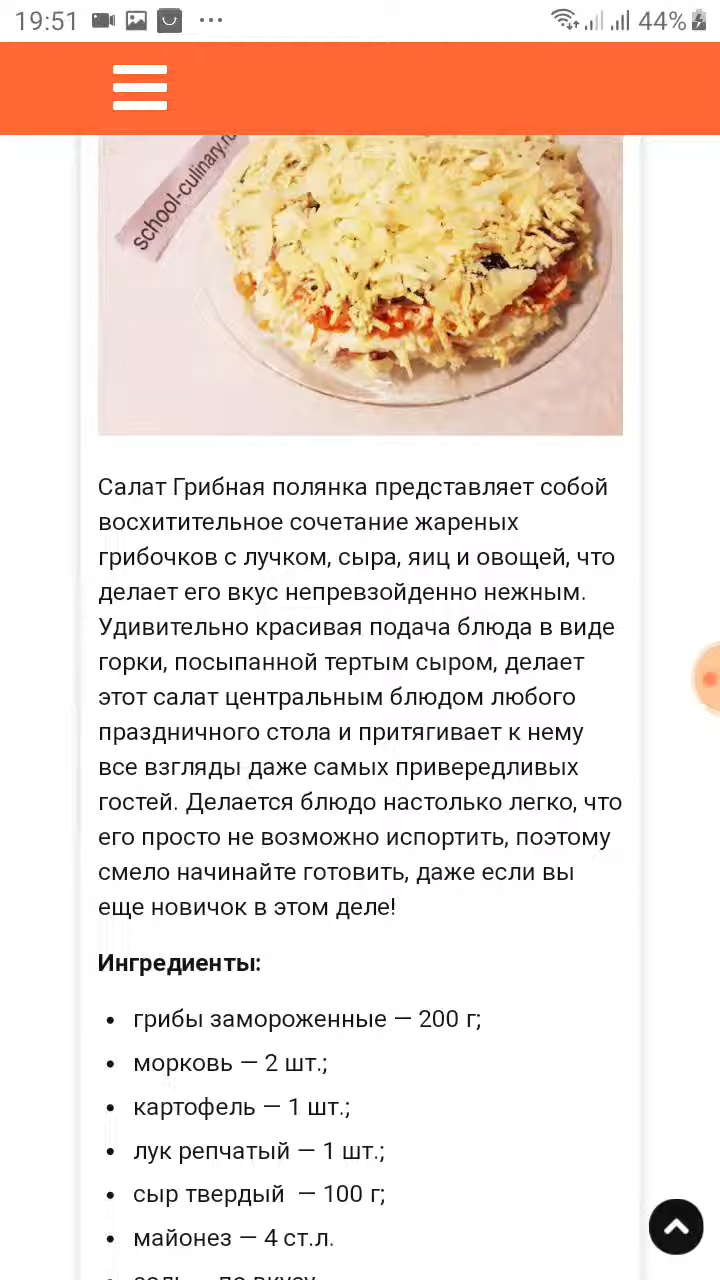 19:51
44%
school-culinary.ru
Салат Грибная полянка представляет собой
восхитительное сочетание жареных
грибочков с лучком, сыра, яиц и овощей, что
делает его вкус непревзойденно нежным.
Удивительно красивая подача блюда в виде
горки, посыпанной тертым сыром, делает
этот салат центральным блюдом любого
праздничного стола и притягивает к нему
все взгляды даже самых привередливых
гостей. Делается блюдо настолько легко, что
его просто не возможно испортить, поэтому
смело начинайте готовить, даже если вы
еще новичок в этом деле!
Ингредиенты:
• грибы замороженные — 200 г;
• морковь — 2 шт.;
• картофель — 1 шт.;
• лук репчатый — 1 шт.;
• сыр твердый — 100 г;
• майонез — 4 ст.л.